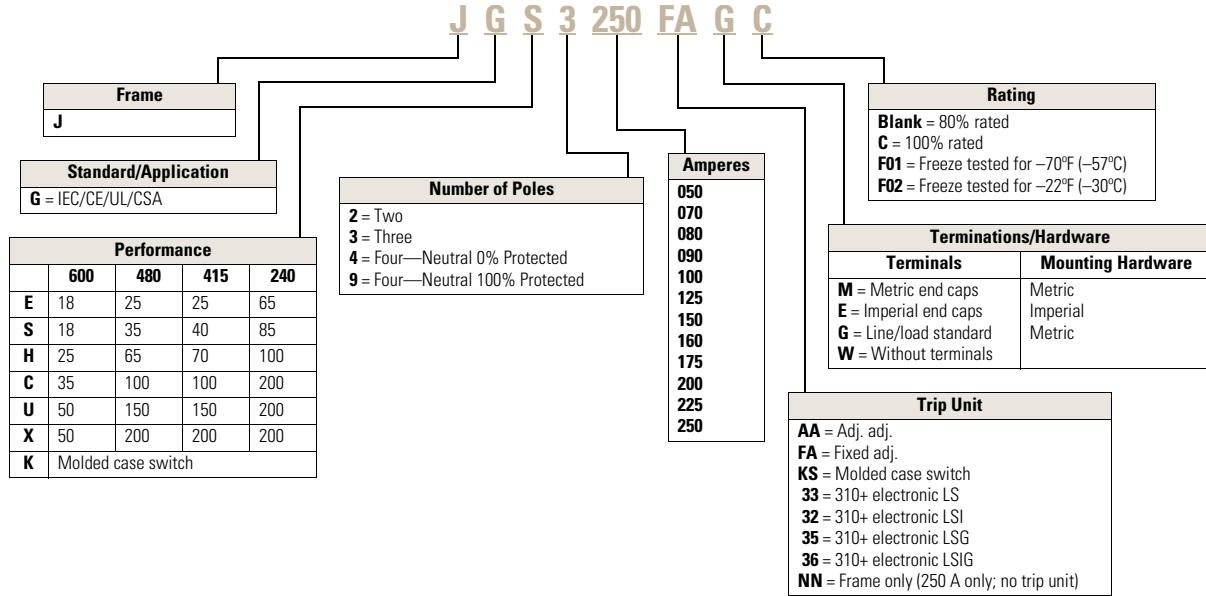 J G S 3 250 FA G C
Frame
J
Standard/Application
G = IEC/CE/UL/CSA
Performance
600 480 415 240
E 18 25 25 65
S 18 35 40 85
H 25 65 70 100
C 35 100 100 200
U 50 150 150 200
X 50 200 200 200
K Molded case switch
Number of Poles
2 = Two
3 = Three
4 = Four—Neutral 0% Protected
9 = Four—Neutral 100% Protected
Amperes
050
070
080
090
100
125
150
160
175
200
225
250
Rating
Blank = 80% rated
C = 100% rated
F01 = Freeze tested for –70ºF (–57ºC)
F02 = Freeze tested for –22ºF (–30ºC)
Terminations/Hardware
Terminals Mounting Hardware
M = Metric end caps Metric
E = Imperial end caps Imperial
G = Line/load standard Metric
W = Without terminals
Trip Unit
AA = Adj. adj.
FA = Fixed adj.
KS = Molded case switch
33 = 310+ electronic LS
32 = 310+ electronic LSI
35 = 310+ electronic LSG
36 = 310+ electronic LSIG
NN = Frame only (250 A only; no trip unit)